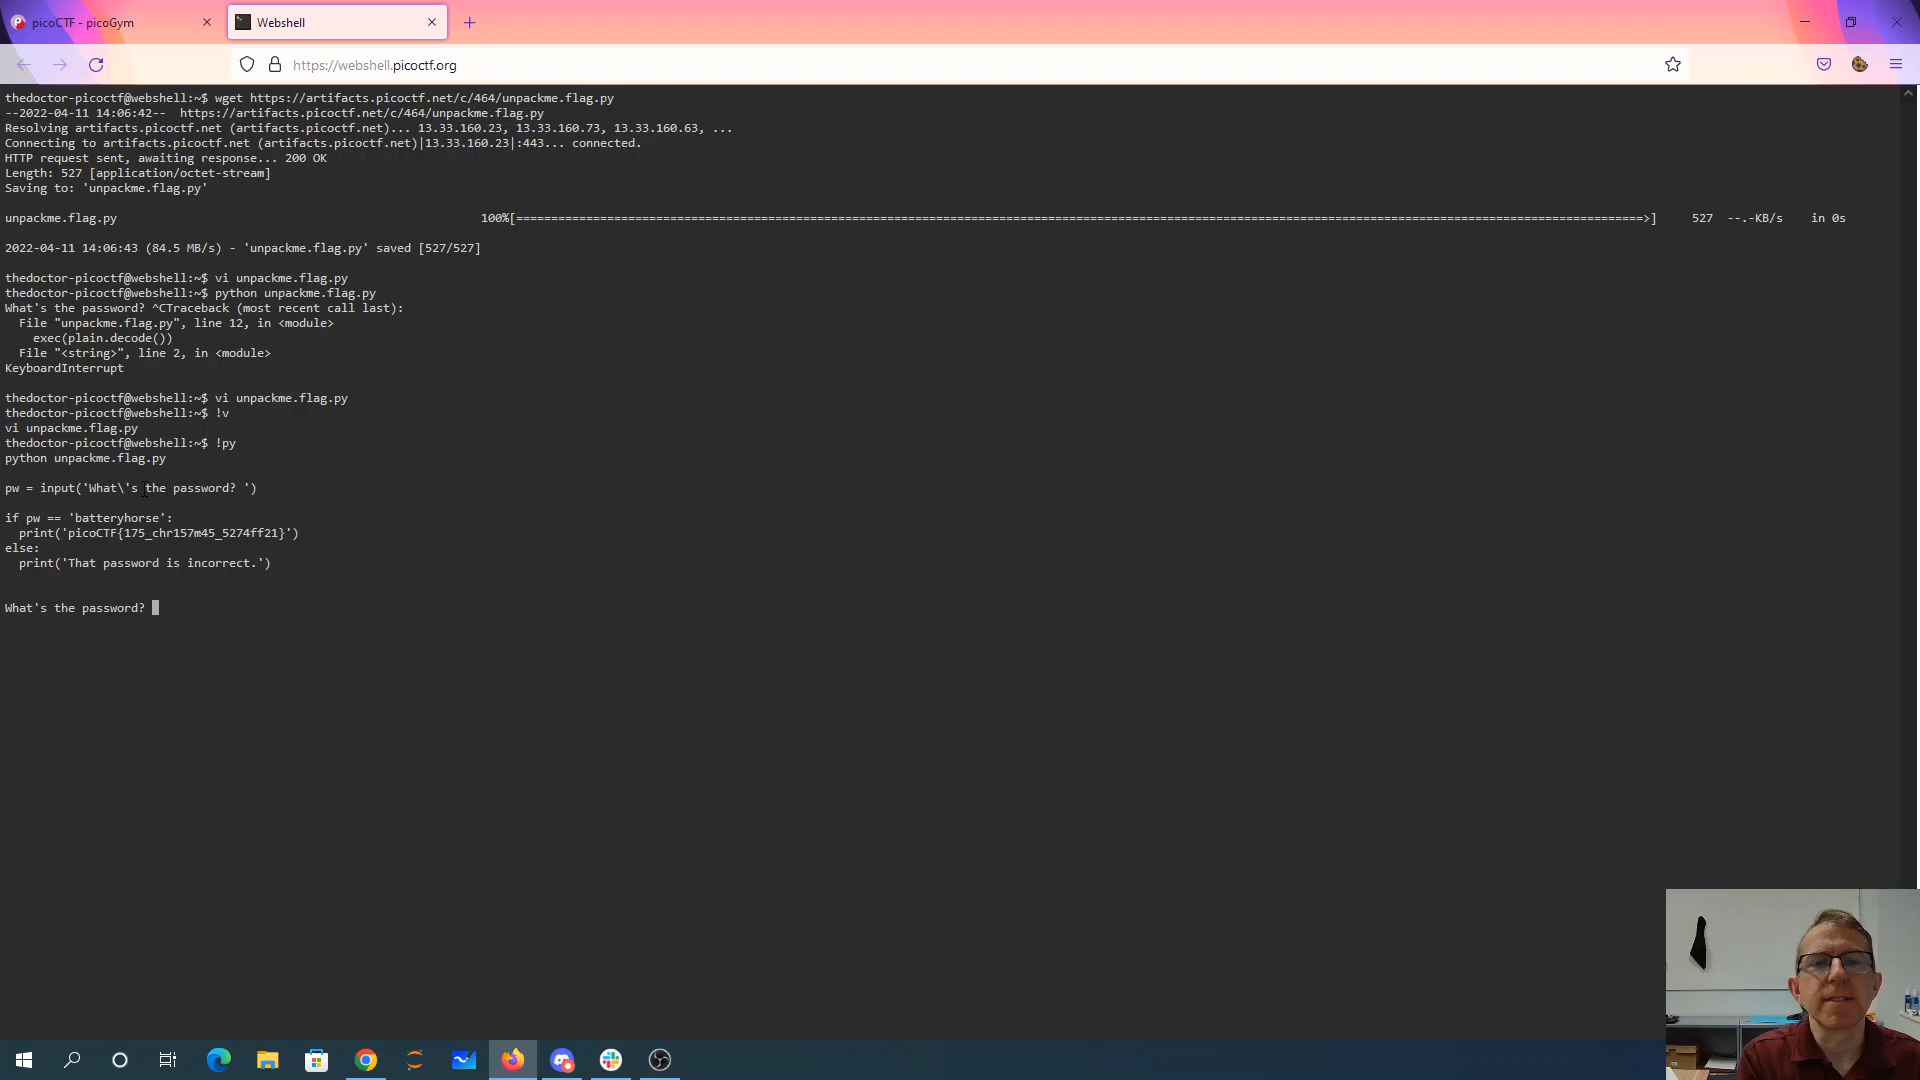 picoCTF - picoGym
Webshell
https://webshell.picoctf.org
thedoctor-picoctf@webshell:~$ wget https://artifacts.picoctf.net/c/464/unpackme.flag.py
--2022-04-11 14:06:42--  https://artifacts.picoctf.net/c/464/unpackme.flag.py
Resolving artifacts.picoctf.net (artifacts.picoctf.net)... 13.33.160.23, 13.33.160.73, 13.33.160.63, ...
Connecting to artifacts.picoctf.net (artifacts.picoctf.net)|13.33.160.23|:443... connected.
HTTP request sent, awaiting response... 200 OK
Length: 527 [application/octet-stream]
Saving to: 'unpackme.flag.py'
unpackme.flag.py 100%[=================================================================================================================================================================>] 527 --.-KB/s in 0s
2022-04-11 14:06:43 (84.5 MB/s) - 'unpackme.flag.py' saved [527/527]
thedoctor-picoctf@webshell:~$ vi unpackme.flag.py
thedoctor-picoctf@webshell:~$ python unpackme.flag.py
What's the password? ^CTraceback (most recent call last):
  File "unpackme.flag.py", line 12, in <module>
    exec(plain.decode())
  File "<string>", line 2, in <module>
KeyboardInterrupt
thedoctor-picoctf@webshell:~$ vi unpackme.flag.py
thedoctor-picoctf@webshell:~$ !v
vi unpackme.flag.py
thedoctor-picoctf@webshell:~$ !py
python unpackme.flag.py
pw = input('What\'s the password? ')
if pw == 'batteryhorse':
  print('picoCTF{175_chr157m45_5274ff21}')
else:
  print('That password is incorrect.')
What's the password?